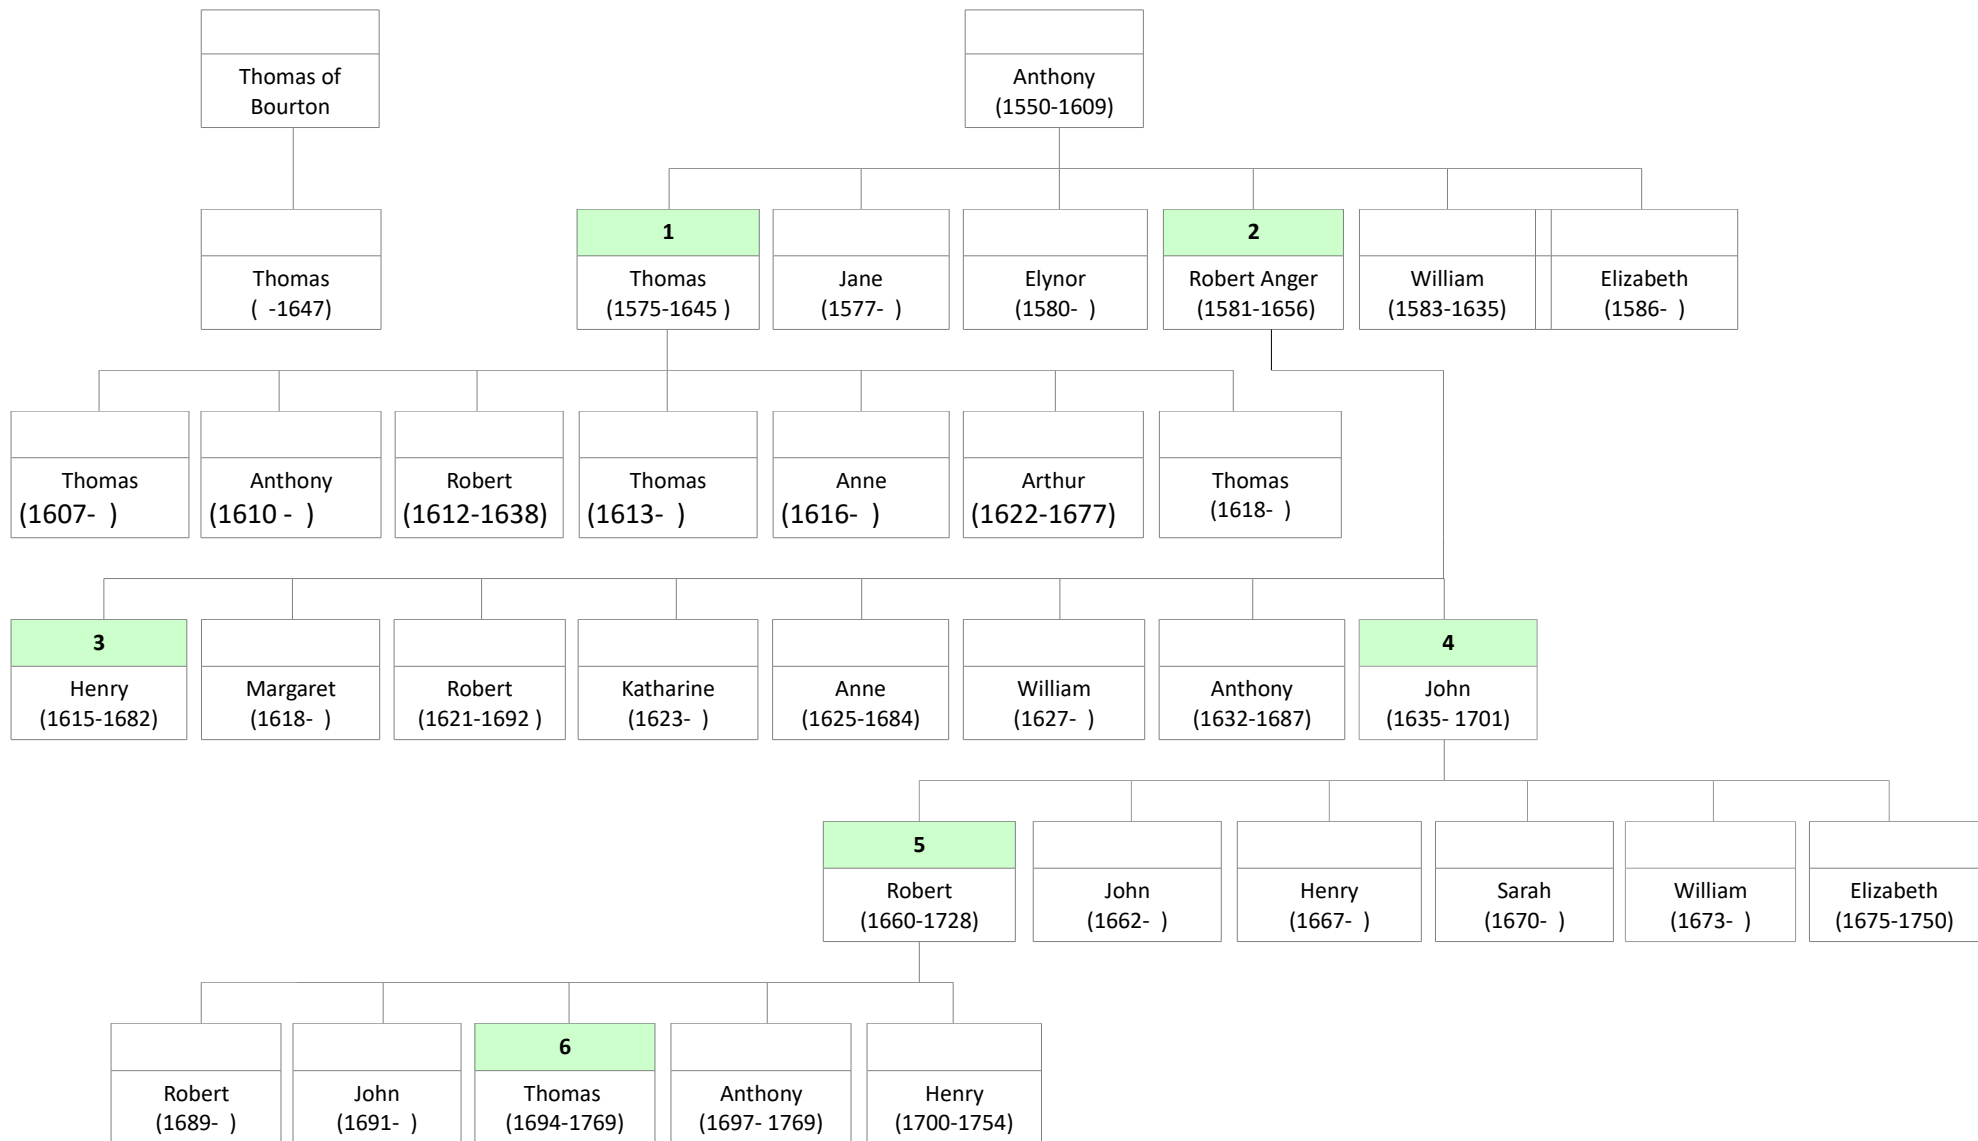 Thomas of
Bourton
Anthony
(1550-1609)
Thomas
(  -1647)
1
Thomas
(1575-1645 )
Jane
(1577-  )
Elynor
(1580-  )
2
Robert Anger
(1581-1656)
William
(1583-1635)
Elizabeth
(1586-  )
Thomas
(1607-  )
Anthony
(1610 -  )
Robert
(1612-1638)
Thomas
(1613-  )
Anne
(1616-  )
Arthur
(1622-1677)
Thomas
(1618-  )
3
Henry
(1615-1682)
Margaret
(1618-  )
Robert
(1621-1692 )
Katharine
(1623-  )
Anne
(1625-1684)
William
(1627-  )
Anthony
(1632-1687)
4
John
(1635- 1701)
5
Robert
(1660-1728)
John
(1662-  )
Henry
(1667-  )
Sarah
(1670-  )
William
(1673-  )
Elizabeth
(1675-1750)
Robert
(1689-  )
John
(1691-  )
6
Thomas
(1694-1769)
Anthony
(1697- 1769)
Henry
(1700-1754)